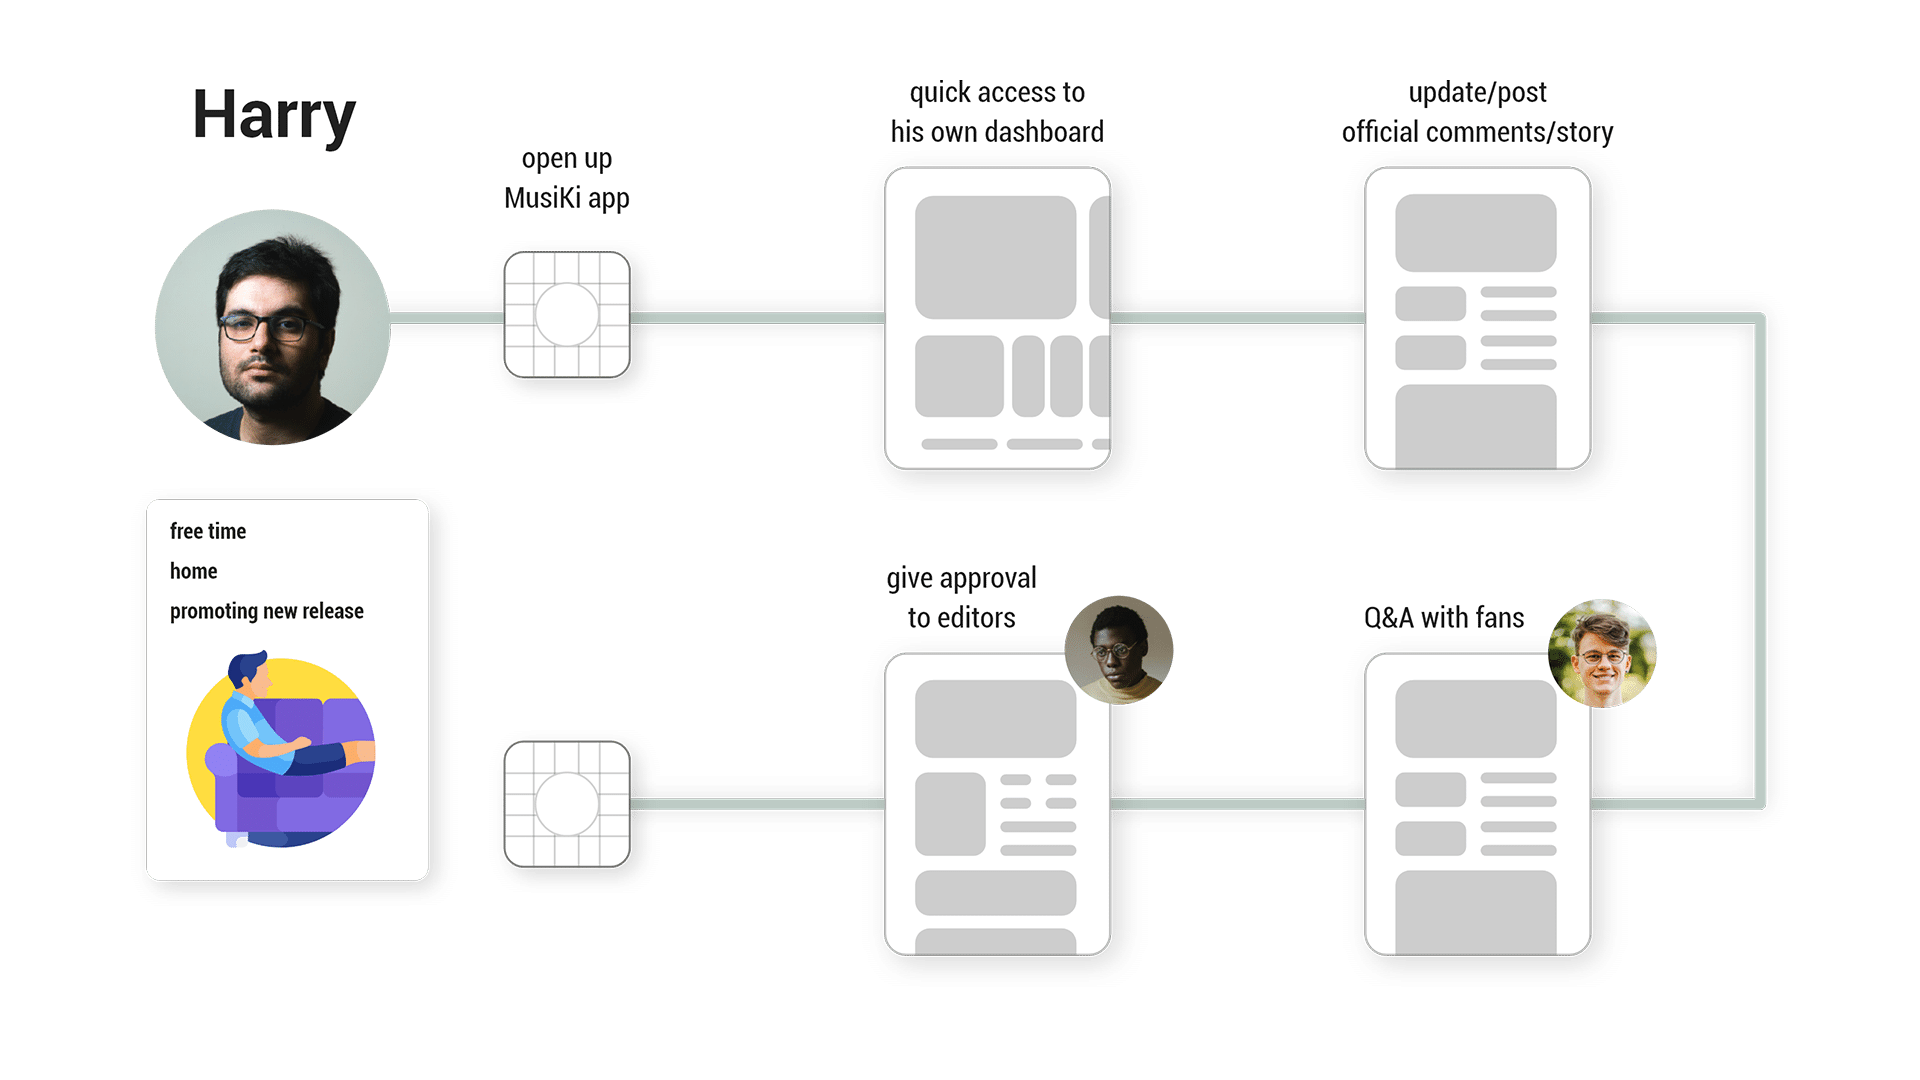 Harry
open up
MusiKi app
quick access to
his own dashboard
update/post
official comments/story
free time
home
promoting new release
give approval
to editors
Q&A with fans